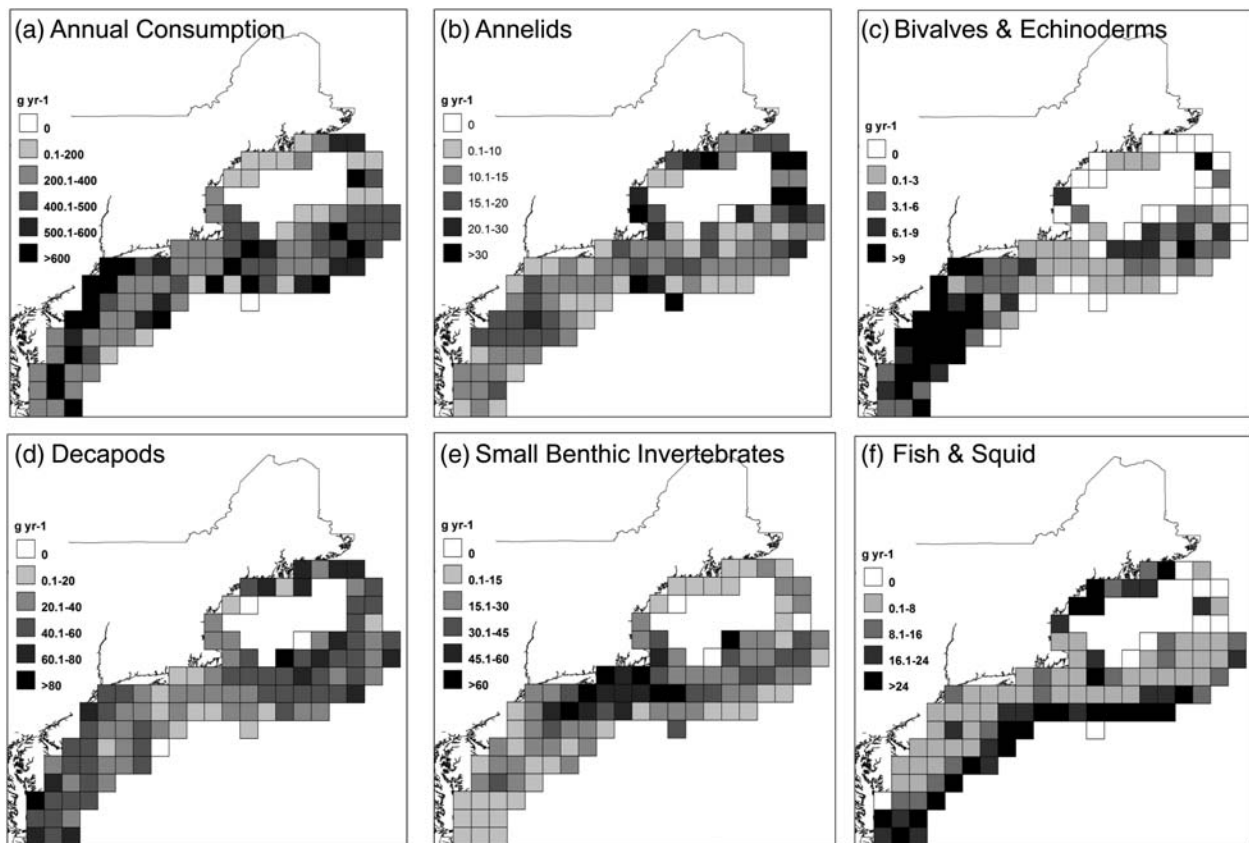 (a) Annual Consumption
g yr-1
0
0.1-200
200.1-400
400.1-500
500.1-600
>600
(b) Annelids
g yr-1
0
0.1-10
10.1-15
15.1-20
20.1-30
>30
(c) Bivalves & Echinoderms
g yr-1
0
0.1-3
3.1-6
6.1-9
>9
(d) Decapods
g yr-1
0
0.1-20
20.1-40
40.1-60
60.1-80
>80
(e) Small Benthic Invertebrates
g yr-1
0
0.1-15
15.1-30
30.1-45
45.1-60
>60
(f) Fish & Squid
g yr-1
0
0.1-8
8.1-16
16.1-24
>24